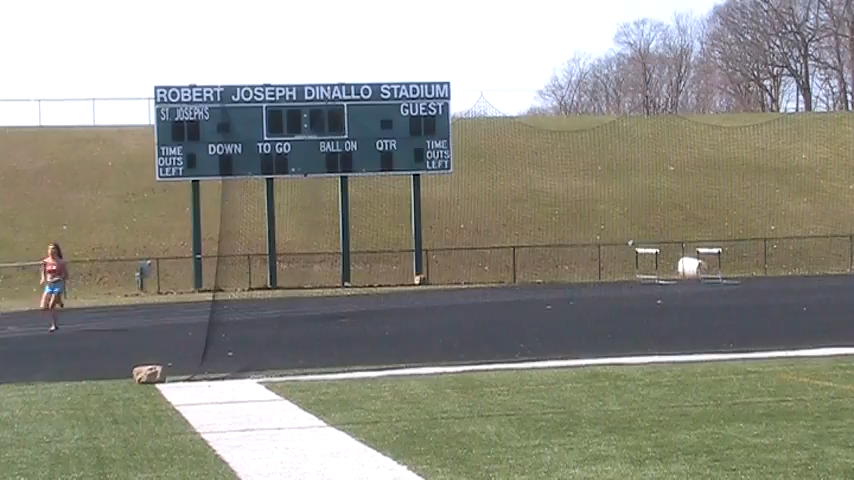 ROBERT JOSEPH DINALLO STADIUM
ST. JOSEPH'S GUEST
TIME OUTS LEFT DOWN TO GO BALL ON QTR TIME OUTS LEFT